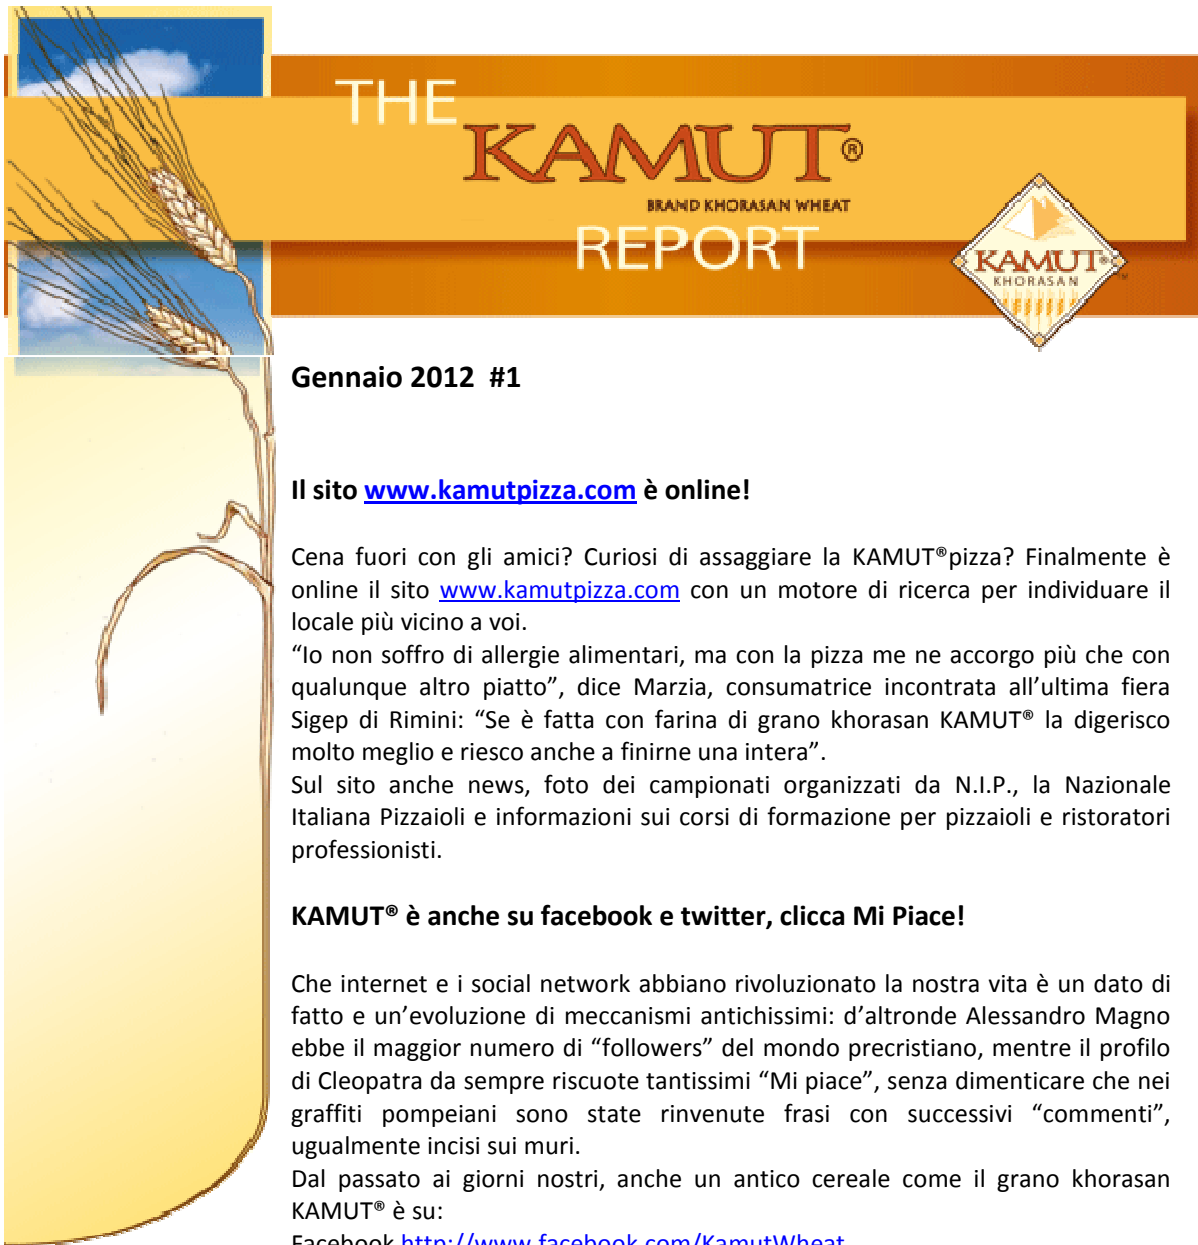 THE
KAMUT®
BRAND KHORASAN WHEAT
REPORT
KAMUT®
KHORASAN
Gennaio 2012  #1
Il sito www.kamutpizza.com è online!
Cena fuori con gli amici? Curiosi di assaggiare la KAMUT®pizza? Finalmente è
online il sito www.kamutpizza.com con un motore di ricerca per individuare il
locale più vicino a voi.
“Io non soffro di allergie alimentari, ma con la pizza me ne accorgo più che con
qualunque altro piatto”, dice Marzia, consumatrice incontrata all’ultima fiera
Sigep di Rimini: “Se è fatta con farina di grano khorasan KAMUT® la digerisco
molto meglio e riesco anche a finirne una intera”.
Sul sito anche news, foto dei campionati organizzati da N.I.P., la Nazionale
Italiana Pizzaioli e informazioni sui corsi di formazione per pizzaioli e ristoratori
professionisti.
KAMUT® è anche su facebook e twitter, clicca Mi Piace!
Che internet e i social network abbiano rivoluzionato la nostra vita è un dato di
fatto e un’evoluzione di meccanismi antichissimi: d’altronde Alessandro Magno
ebbe il maggior numero di “followers” del mondo precristiano, mentre il profilo
di Cleopatra da sempre riscuote tantissimi “Mi piace”, senza dimenticare che nei
graffiti pompeiani sono state rinvenute frasi con successivi “commenti”,
ugualmente incisi sui muri.
Dal passato ai giorni nostri, anche un antico cereale come il grano khorasan
KAMUT® è su:
Facebook http://www.facebook.com/KamutWheat